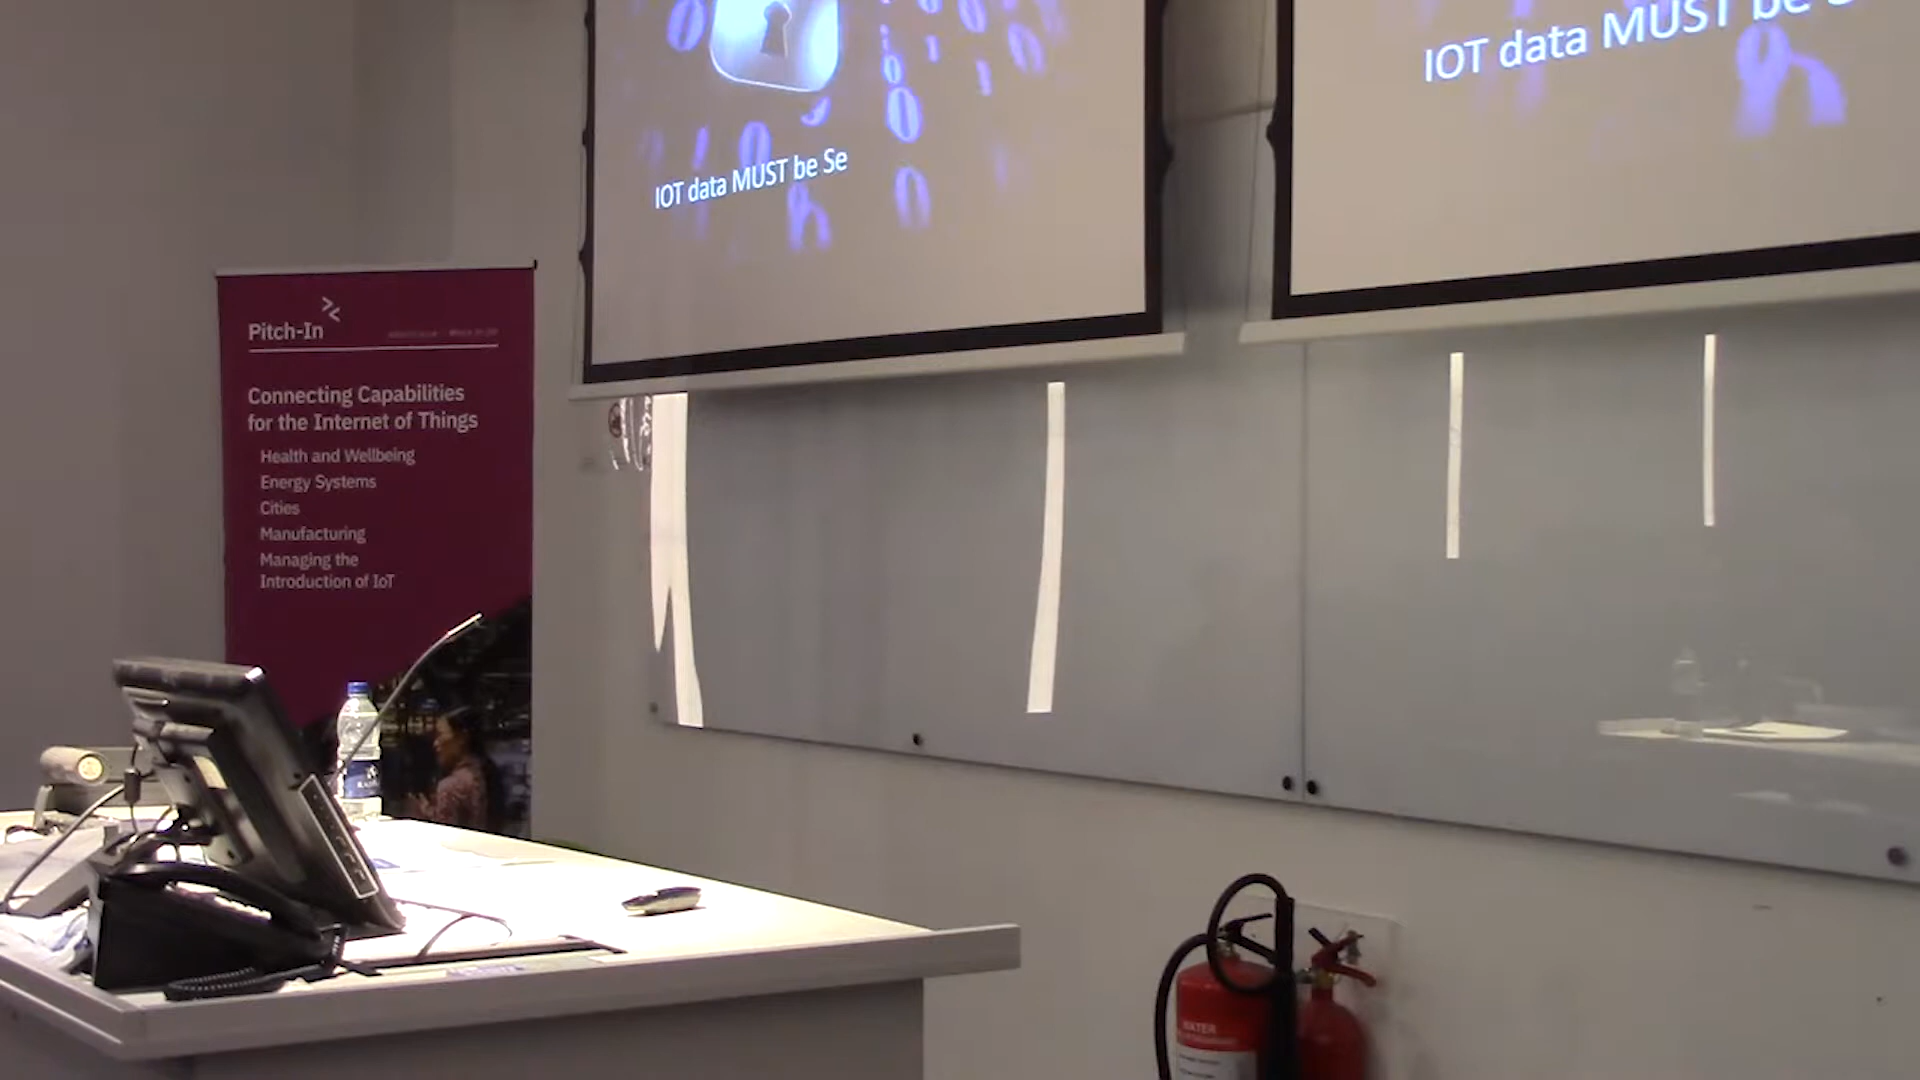 IOT data MUST be Se
IOT data MUST be
Pitch-In
Connecting Capabilities
for the Internet of Things
Health and Wellbeing
Energy Systems
Cities
Manufacturing
Managing the
Introduction of IoT
WATER